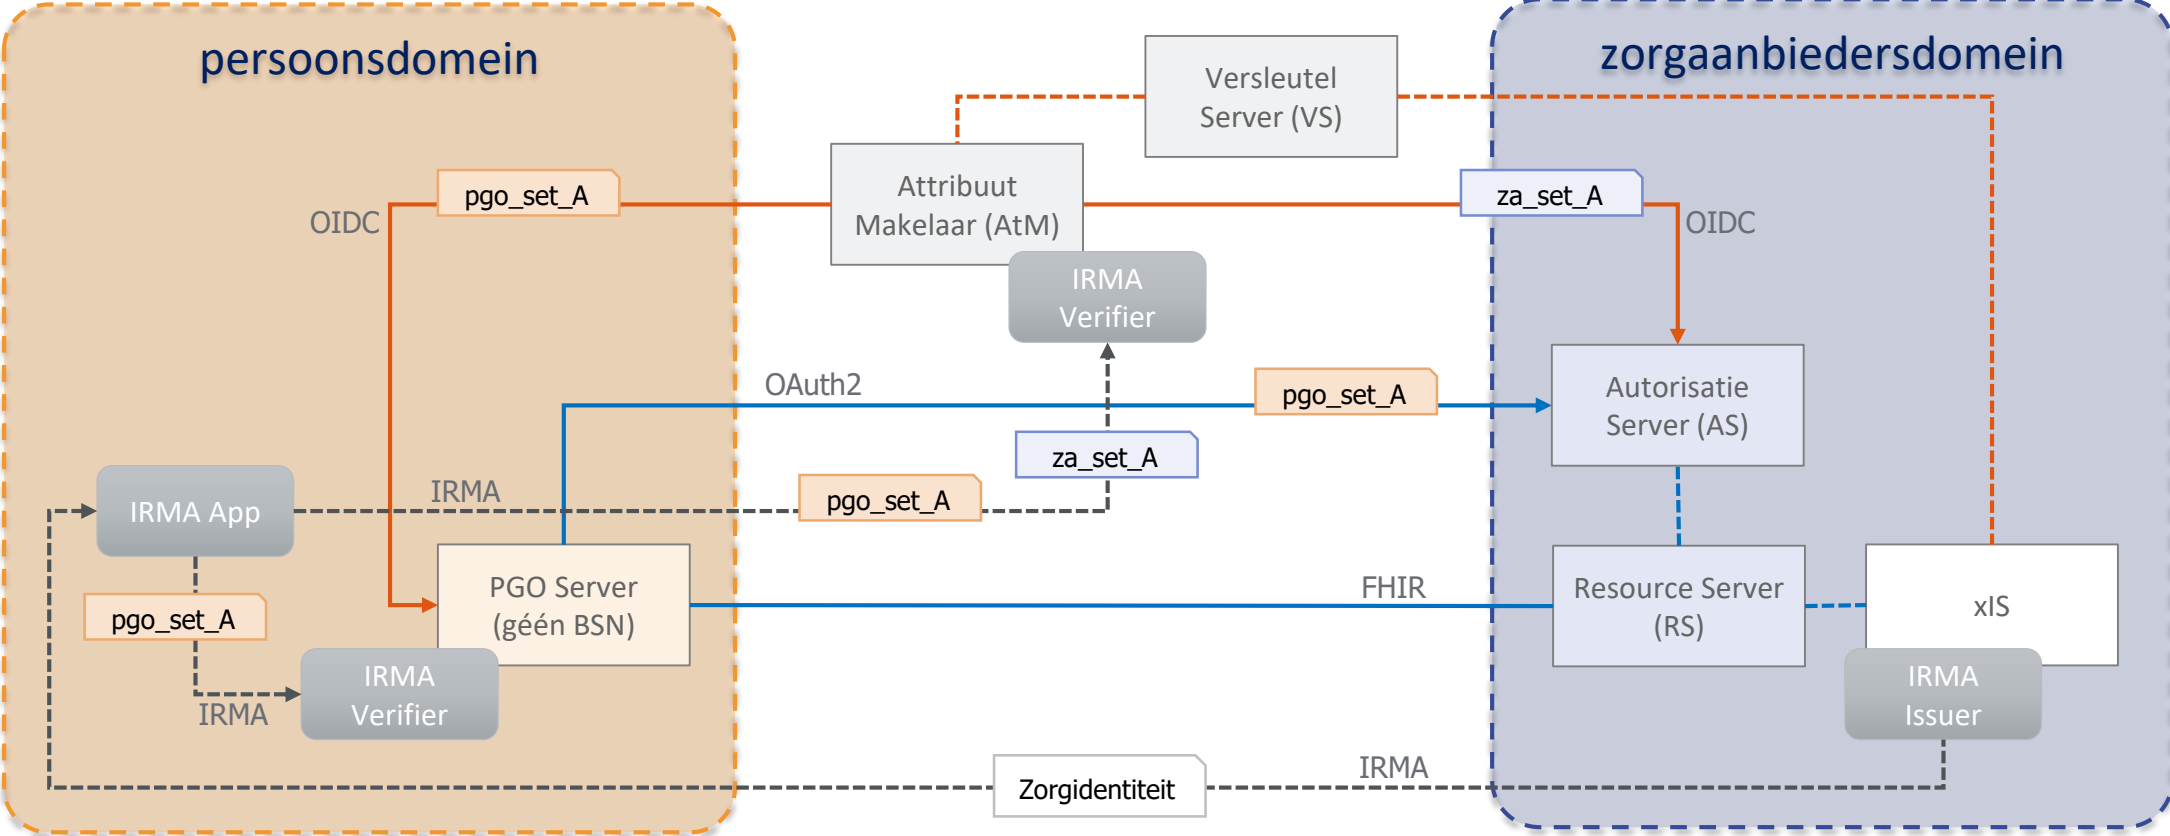 persoonsdomein
zorgaanbiedersdomein
Versleutel
Server (VS)
Attribuut
Makelaar (AtM)
pgo_set_A
za_set_A
OIDC
OIDC
IRMA
Verifier
OAuth2
pgo_set_A
Autorisatie
Server (AS)
za_set_A
IRMA App
IRMA
pgo_set_A
PGO Server
(géén BSN)
FHIR
Resource Server
(RS)
xIS
pgo_set_A
IRMA
IRMA
Verifier
IRMA
Issuer
IRMA
Zorgidentiteit